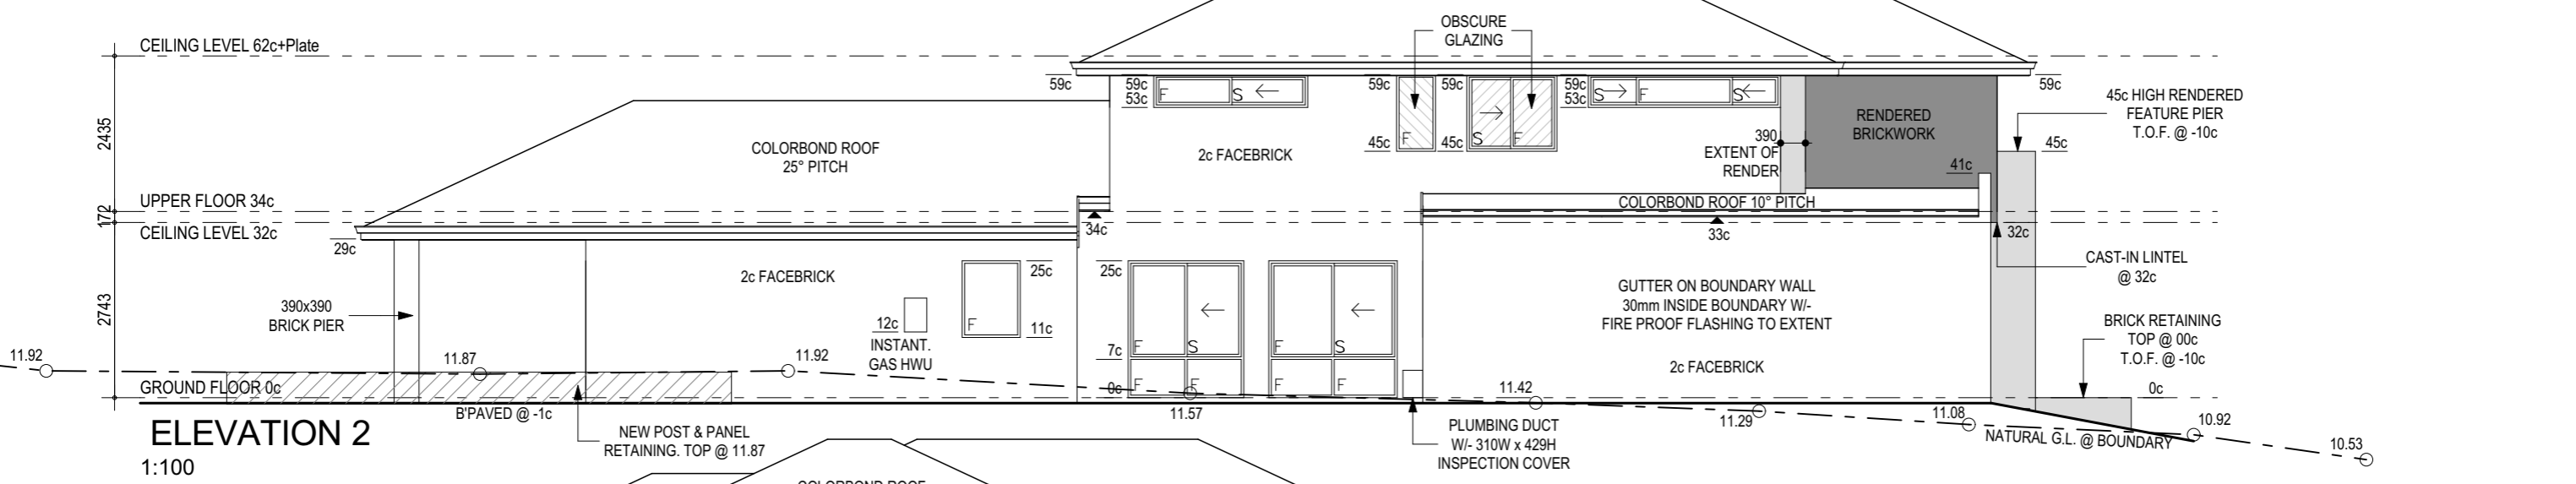 OBSCURE
GLAZING
CEILING LEVEL 62c+Plate
59c
59c
53c
59c
59c
59c
53c
59c
F
S
F
S
F
S
F
S
45c
45c
2435
COLORBOND ROOF
25° PITCH
2c FACEBRICK
390
EXTENT OF
RENDER
RENDERED
BRICKWORK
41c
45c HIGH RENDERED
FEATURE PIER
T.O.F. @ -10c
45c
UPPER FLOOR 34c
172
CEILING LEVEL 32c
29c
34c
COLORBOND ROOF 10° PITCH
33c
32c
CAST-IN LINTEL
@ 32c
2743
390x390
BRICK PIER
2c FACEBRICK
12c
INSTANT.
GAS HWU
25c
F
11c
25c
7c
0c
F
S
F
S
F
F
F
F
GUTTER ON BOUNDARY WALL
30mm INSIDE BOUNDARY W/-
FIRE PROOF FLASHING TO EXTENT
2c FACEBRICK
BRICK RETAINING
TOP @ 00c
T.O.F. @ -10c
0c
11.92
11.87
11.92
11.57
11.42
11.29
11.08
10.92
10.53
GROUND FLOOR 0c
B'PAVED @ -1c
NEW POST & PANEL
RETAINING. TOP @ 11.87
PLUMBING DUCT
W/- 310W x 429H
INSPECTION COVER
NATURAL G.L. @ BOUNDARY
ELEVATION 2
1:100